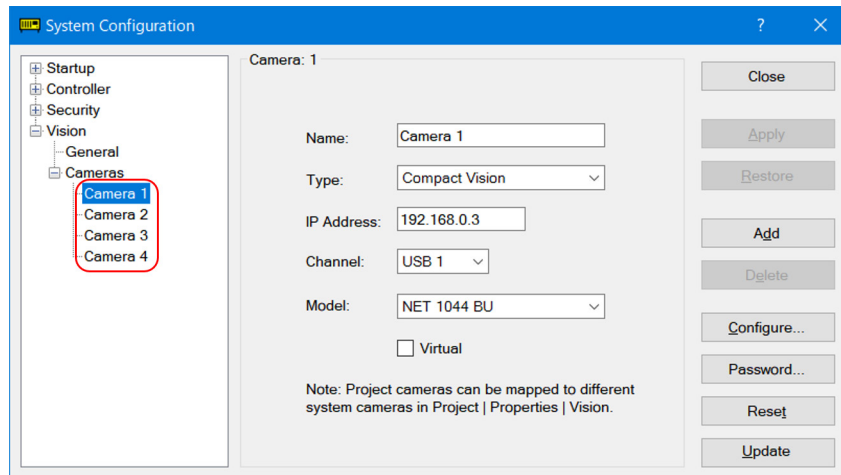 System Configuration
?
Startup
Controller
Security
Vision
General
Cameras
Camera 1
Camera 2
Camera 3
Camera 4
Camera: 1
Name: Camera 1
Type: Compact Vision
IP Address: 192.168.0.3
Channel: USB 1
Model: NET 1044 BU
Virtual
Note: Project cameras can be mapped to different
system cameras in Project | Properties | Vision.
Close
Apply
Restore
Add
Delete
Configure...
Password...
Reset
Update